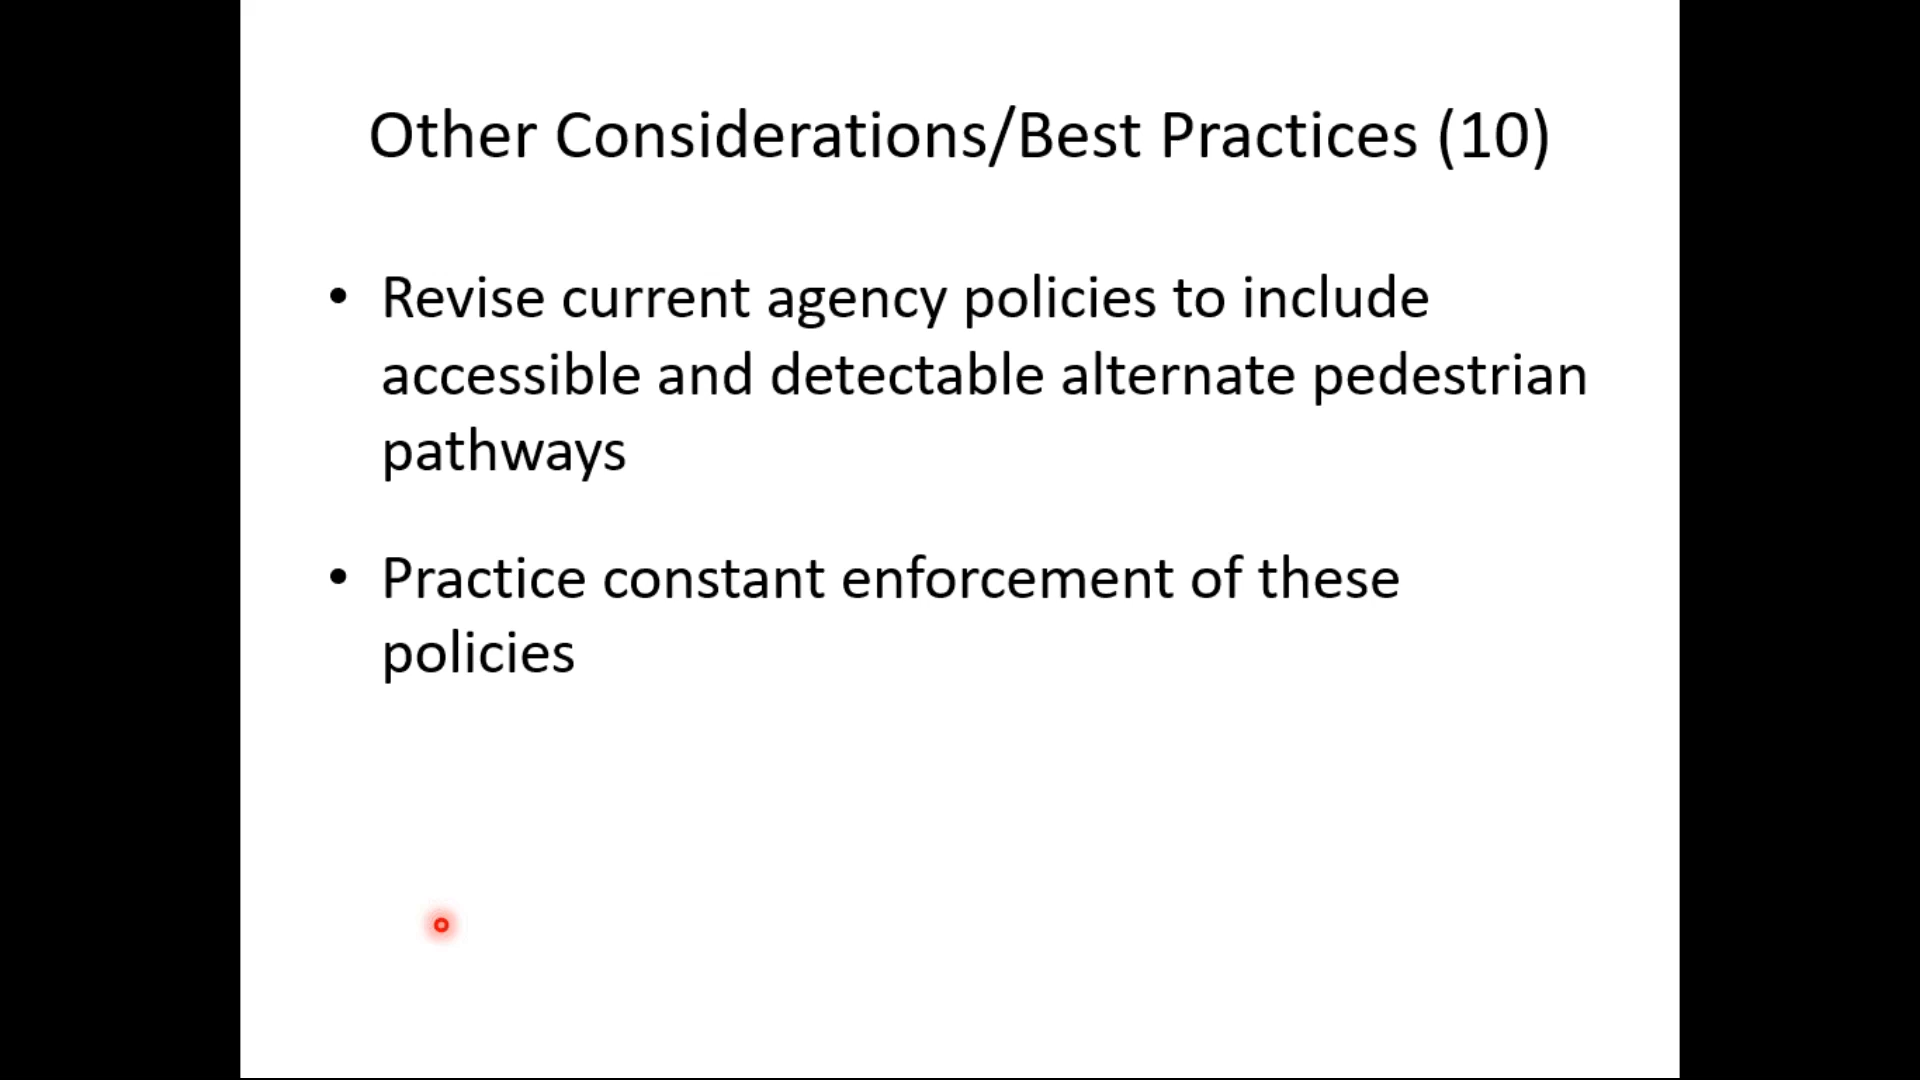 Other Considerations/Best Practices (10)
• Revise current agency policies to include
accessible and detectable alternate pedestrian
pathways
• Practice constant enforcement of these
policies